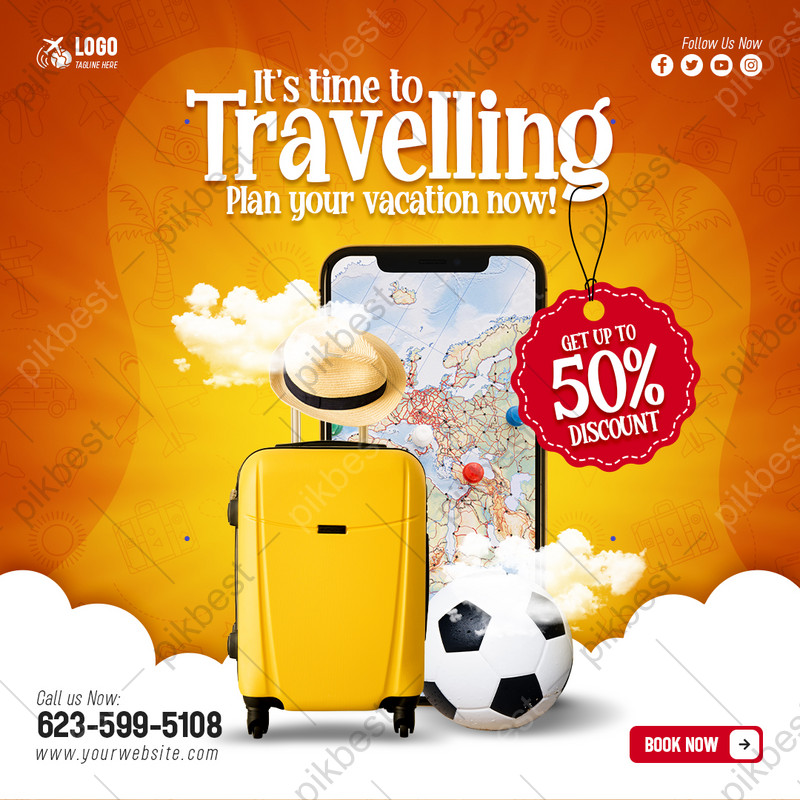 LOGO
TAGLINE HERE
Follow Us Now
It's time to
Travelling
Plan your vacation now!
GET UP TO
50%
DISCOUNT
Call us Now:
623-599-5108
www.yourwebsite.com
BOOK NOW
pikbest